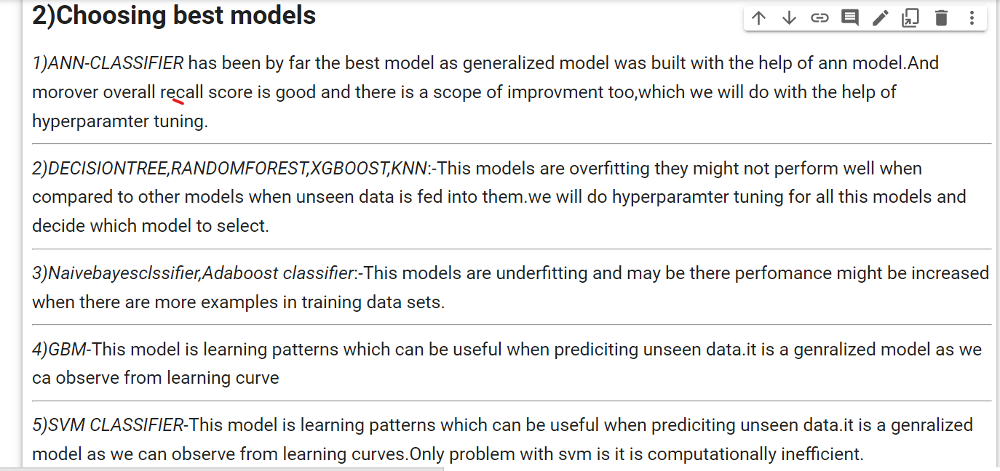 2)Choosing best models
1)ANN-CLASSIFIER has been by far the best model as generalized model was built with the help of ann model.And
morover overall recall score is good and there is a scope of improvment too,which we will do with the help of
hyperparamter tuning.
2)DECISIONTREE,RANDOMFOREST,XGBOOST,KNN:-This models are overfitting they might not perform well when
compared to other models when unseen data is fed into them.we will do hyperparamter tuning for all this models and
decide which model to select.
3)Naivebayesclssifier,Adaboost classifier:-This models are underfitting and may be there perfomance might be increased
when there are more examples in training data sets.
4)GBM-This model is learning patterns which can be useful when prediciting unseen data.it is a genralized model as we
ca observe from learning curve
5)SVM CLASSIFIER-This model is learning patterns which can be useful when prediciting unseen data.it is a genralized
model as we can observe from learning curves.Only problem with svm is it is computationally inefficient.